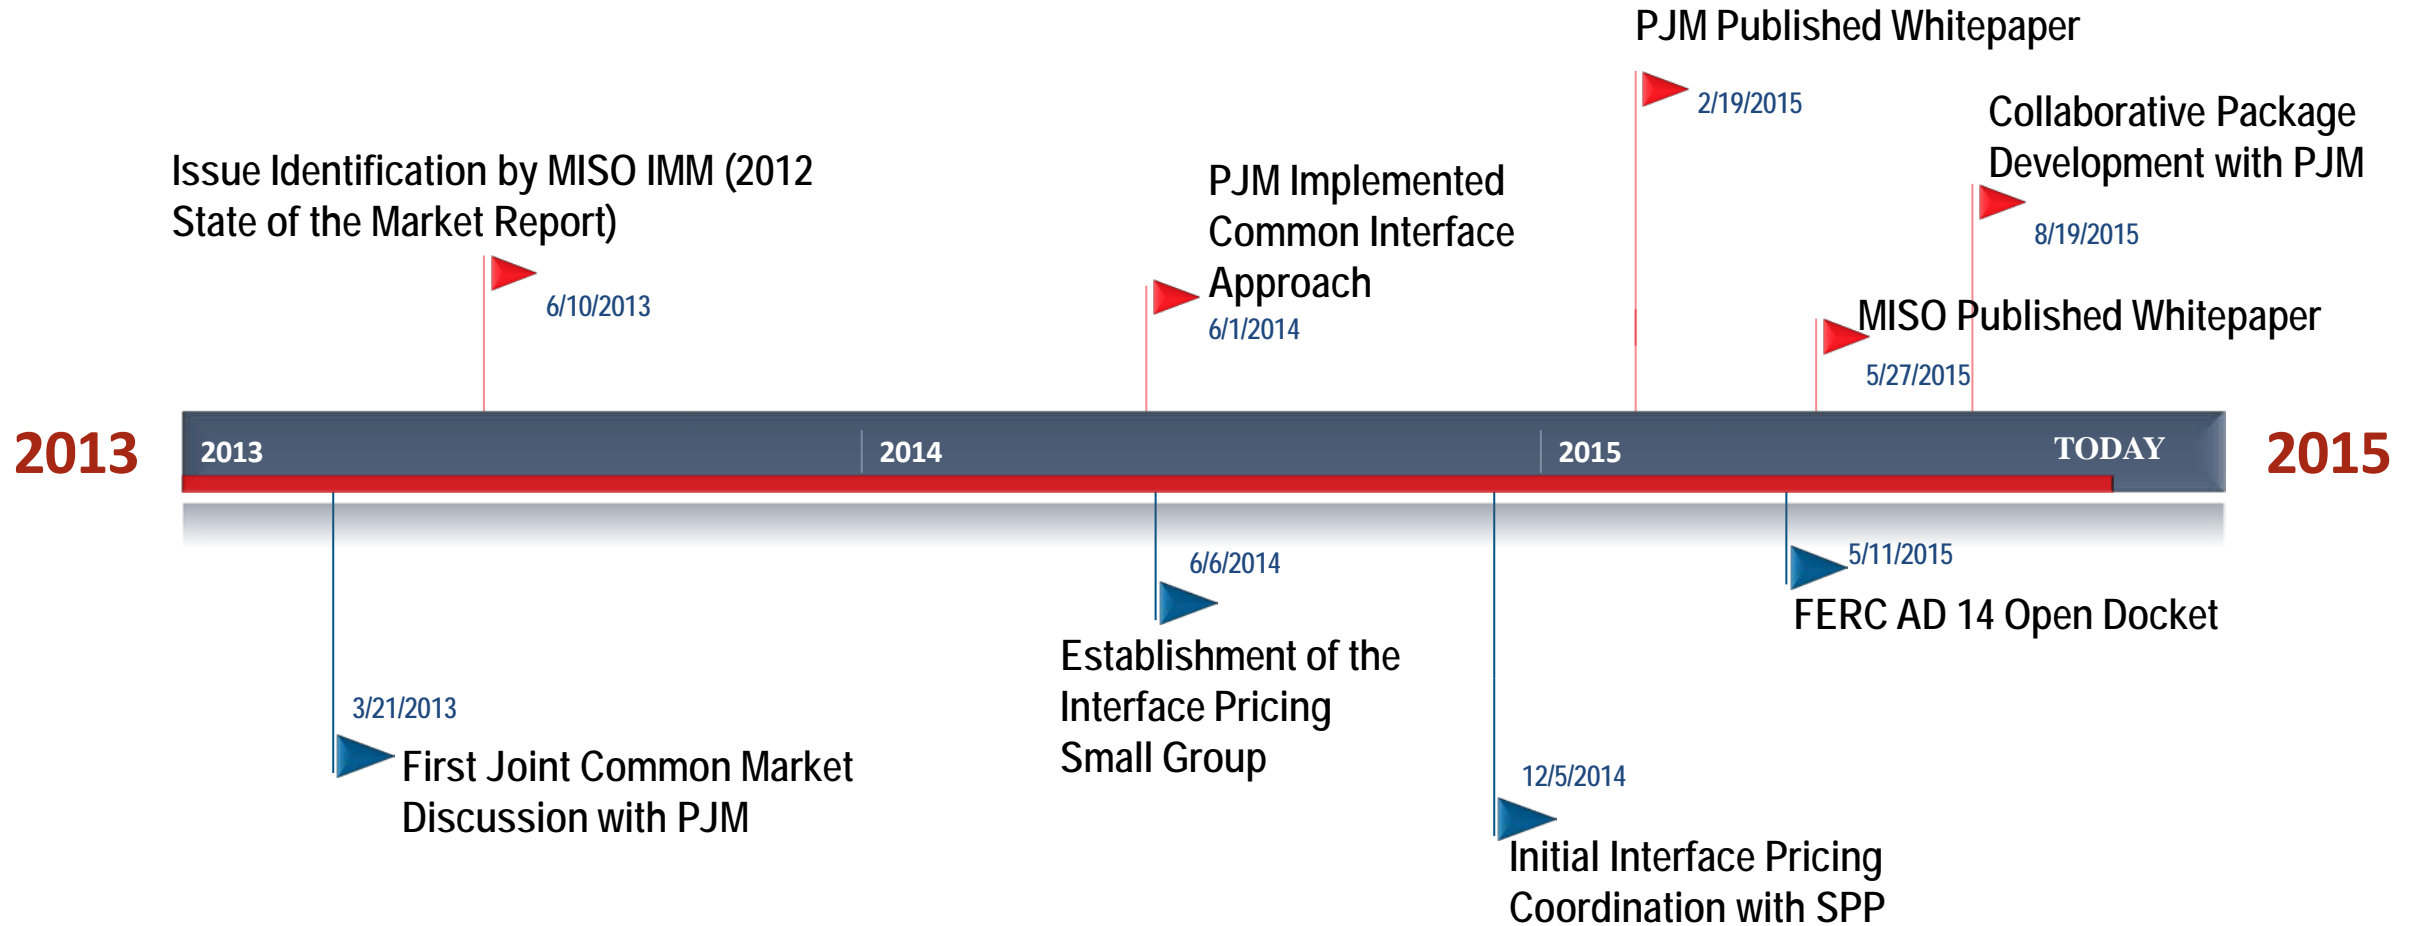 PJM Published Whitepaper
2/19/2015
Collaborative Package
Development with PJM
8/19/2015
Issue Identification by MISO IMM (2012
State of the Market Report)
6/10/2013
PJM Implemented
Common Interface
Approach
6/1/2014
MISO Published Whitepaper
5/27/2015
2013
2013
2014
2015
TODAY
2015
3/21/2013
First Joint Common Market
Discussion with PJM
6/6/2014
Establishment of the
Interface Pricing
Small Group
12/5/2014
Initial Interface Pricing
Coordination with SPP
5/11/2015
FERC AD 14 Open Docket